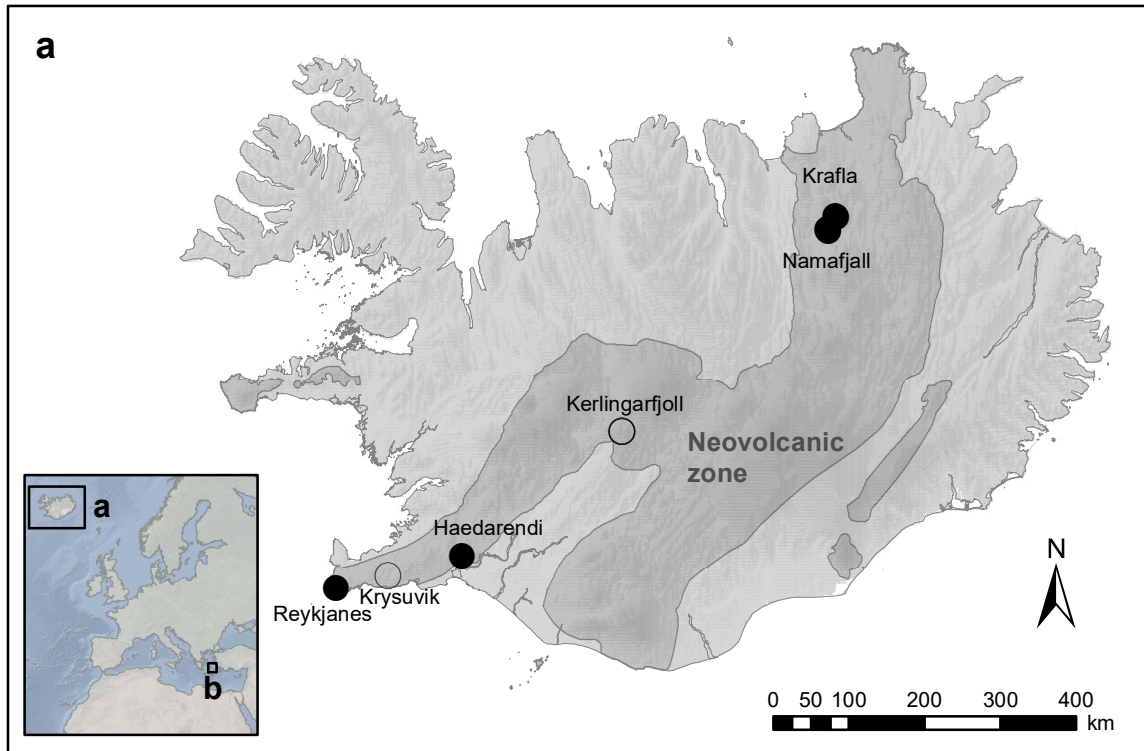 a
Krafla
Namafjall
Kerlingarfjoll
Neovolcanic
zone
Haedarendi
Krysuvik
Reykjanes
a
b
N
0 50 100 200 300 400
km